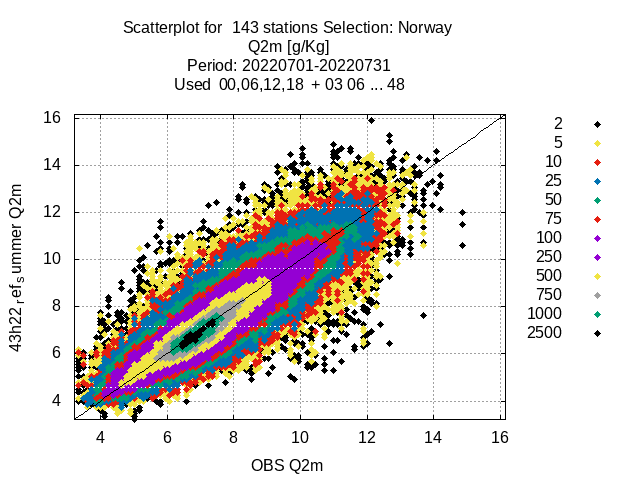 Scatterplot for  143 stations Selection: Norway
Q2m [g/Kg]
Period: 20220701-20220731
Used  00,06,12,18  + 03 06 ... 48
43h22_ref_summer Q2m
16
14
12
10
8
6
4
4 6 8 10 12 14 16
OBS Q2m
2
5
10
25
50
75
100
250
500
750
1000
2500